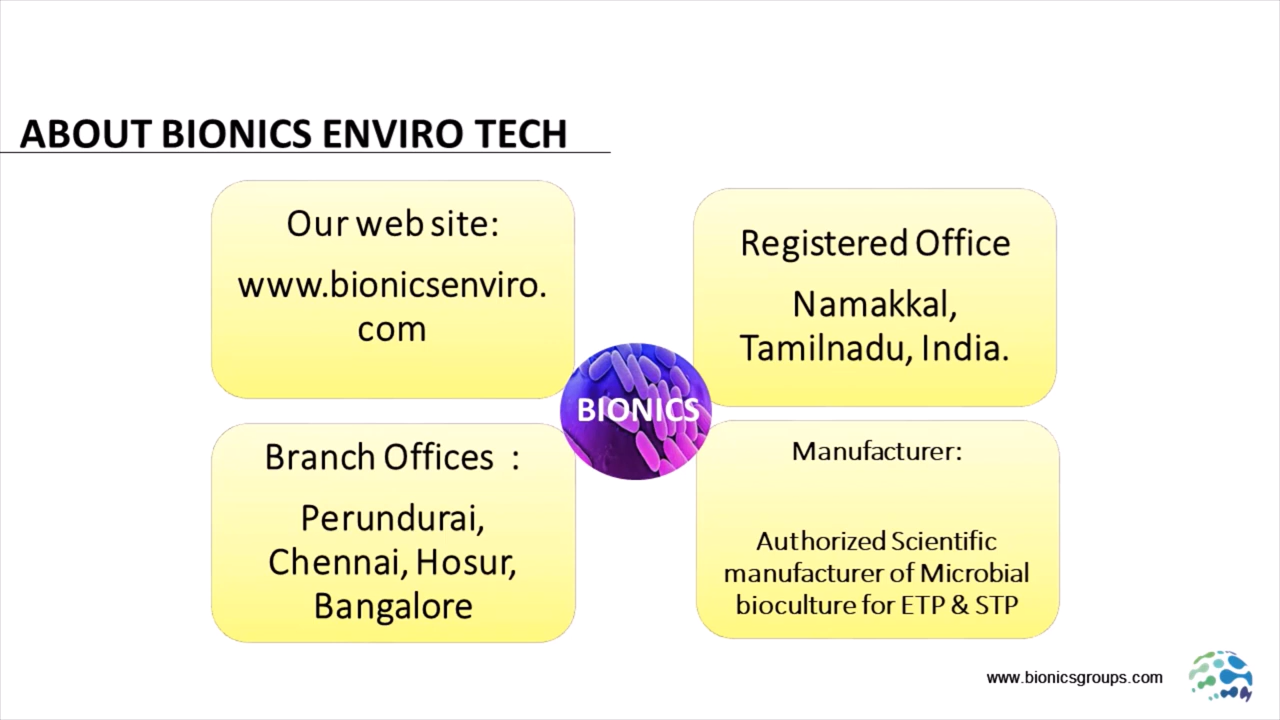 ABOUT BIONICS ENVIRO TECH
Our web site:
www.bionicsenviro.
com
Registered Office
Namakkal,
Tamilnadu, India.
BIONICS
Branch Offices :
Perundurai,
Chennai, Hosur,
Bangalore
Manufacturer:
Authorized Scientific
manufacturer of Microbial
bioculture for ETP & STP
www.bionicsgroups.com